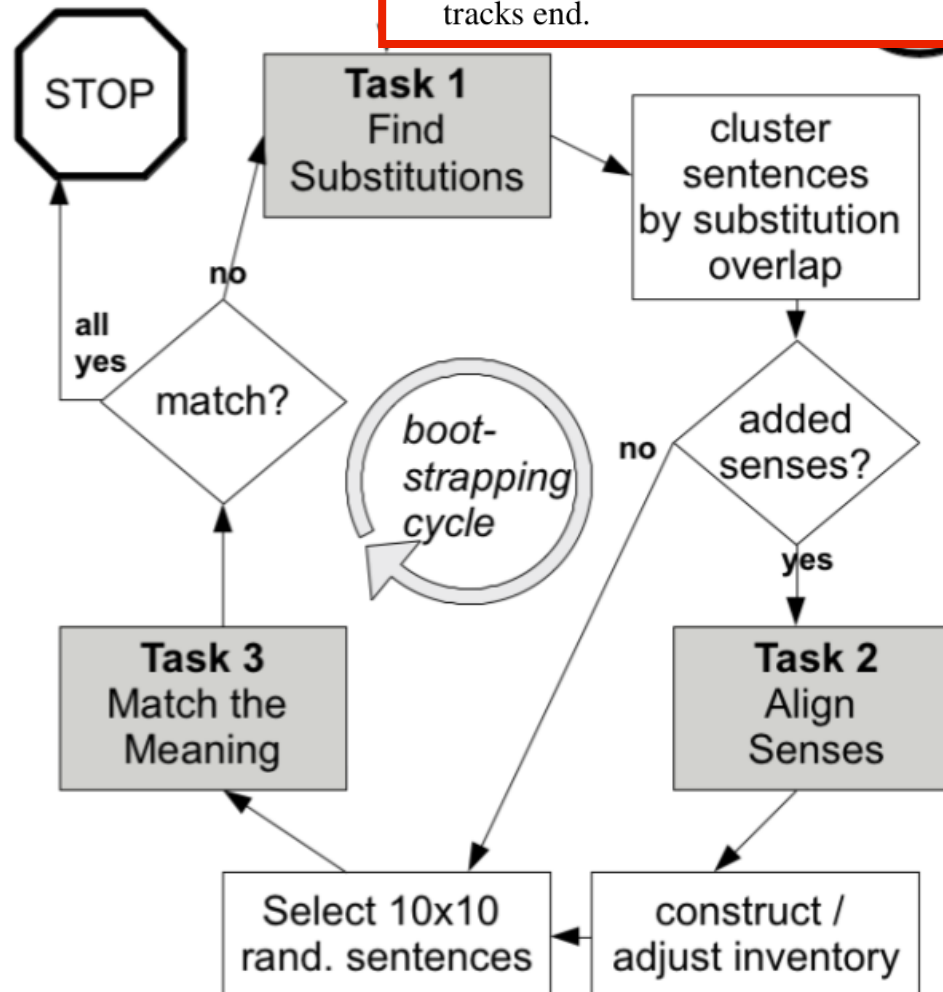 tracks end.
STOP
Task 1
Find
Substitutions
cluster
sentences
by substitution
overlap
no
all
yes
match?
boot-
strapping
cycle
no
added
senses?
yes
Task 3
Match the
Meaning
Task 2
Align
Senses
Select 10x10
rand. sentences
construct /
adjust inventory